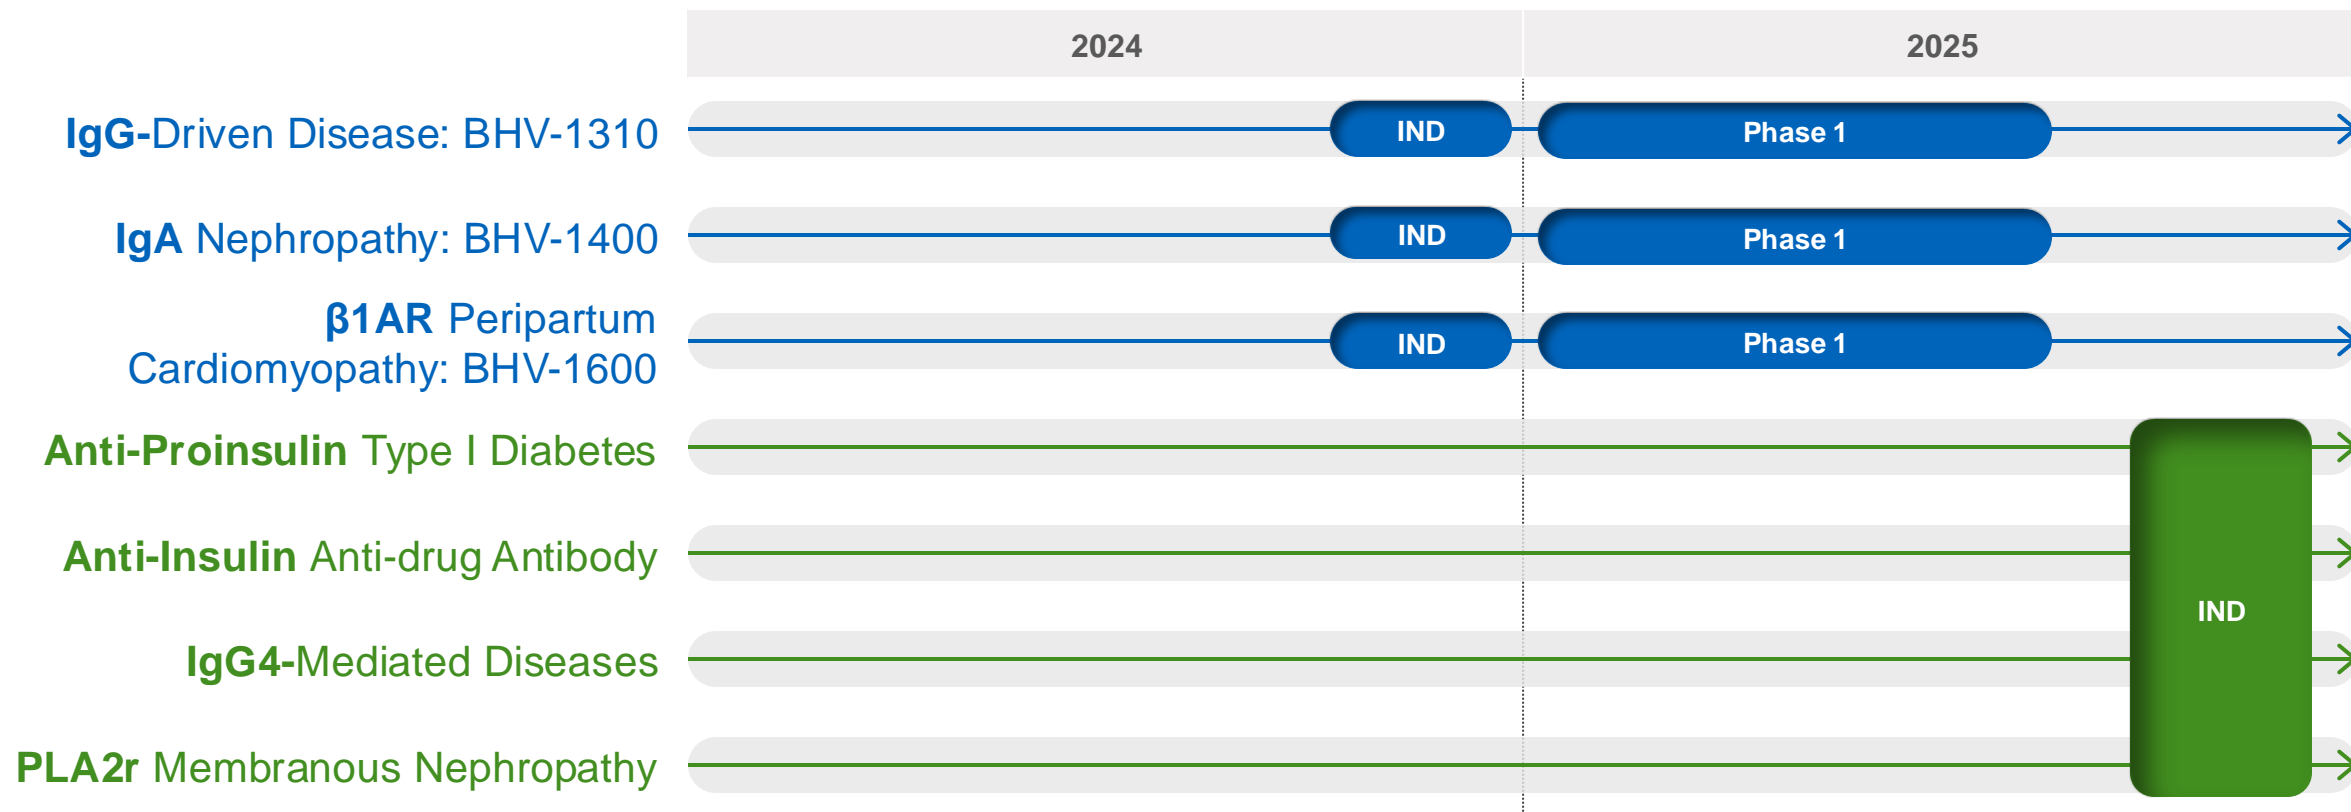 2024
2025
IgG-Driven Disease: BHV-1310
IND
Phase 1
IgA Nephropathy: BHV-1400
IND
Phase 1
β1AR Peripartum
Cardiomyopathy: BHV-1600
IND
Phase 1
Anti-Proinsulin Type I Diabetes
Anti-Insulin Anti-drug Antibody
IND
IgG4-Mediated Diseases
PLA2r Membranous Nephropathy